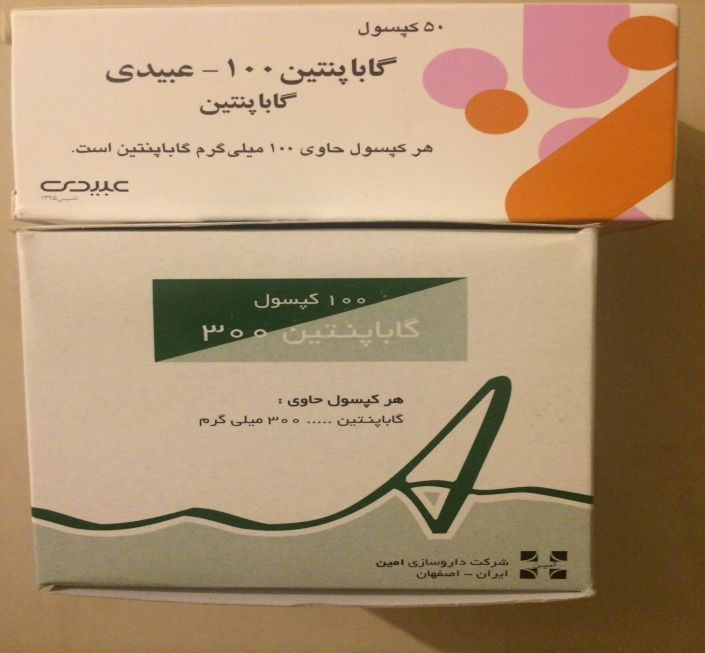 ۵۰ کپسول
گاباپنتین ۱۰۰ - عبیدی
گاباپنتین
هر کپسول حاوی ۱۰۰ میلی‌گرم گاباپنتین است.
عبیدی
تاسیس ۱۳۲۵
۱۰۰ کپسول
گاباپنتین ۳۰۰
هر کپسول حاوی :
گاباپنتین ..... ۳۰۰ میلی گرم
امین
شرکت داروسازی امین
ایران - اصفهان